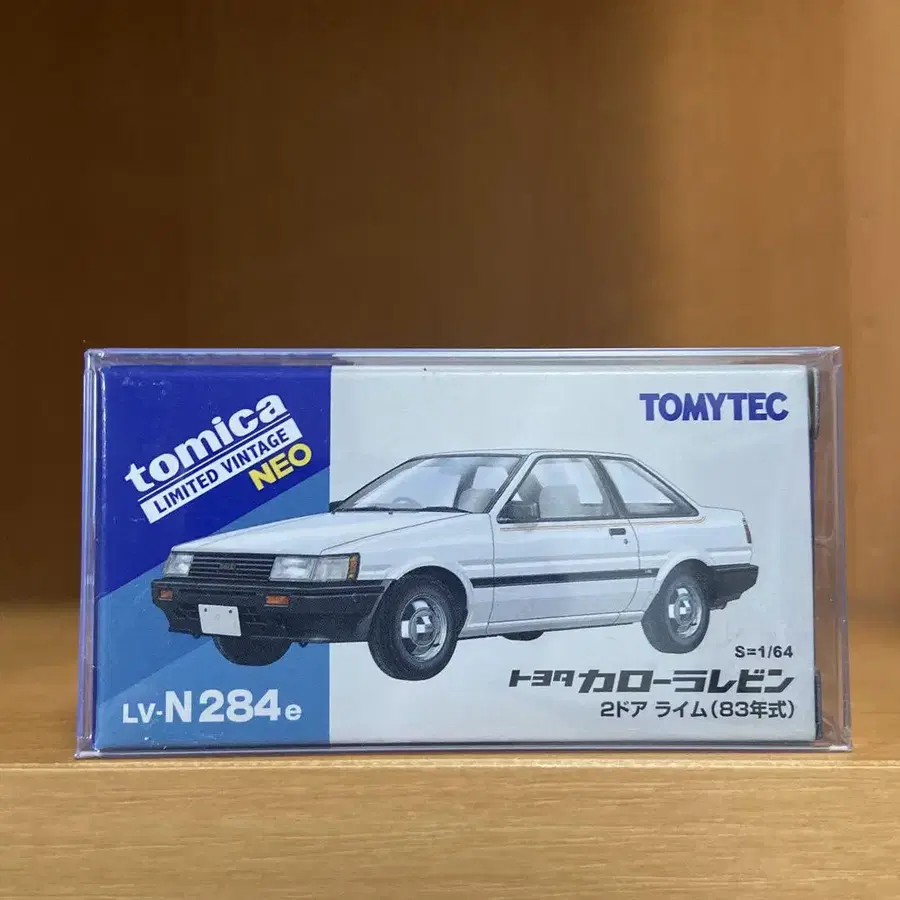 tomica
LIMITED VINTAGE
NEO
TOMYTEC
S=1/64
トヨタ カローラレビン
2ドア ライム(83年式)
LV-N284e